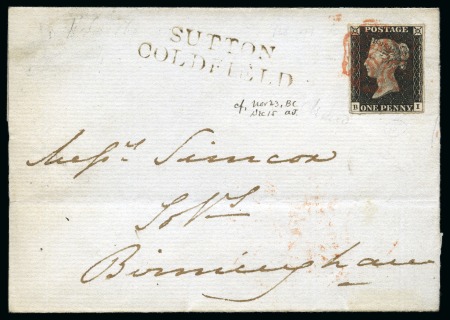 SUTTON
COLDFIELD
POSTAGE
B I
ONE PENNY
Messrs Simcox
Solrs
Birmingham